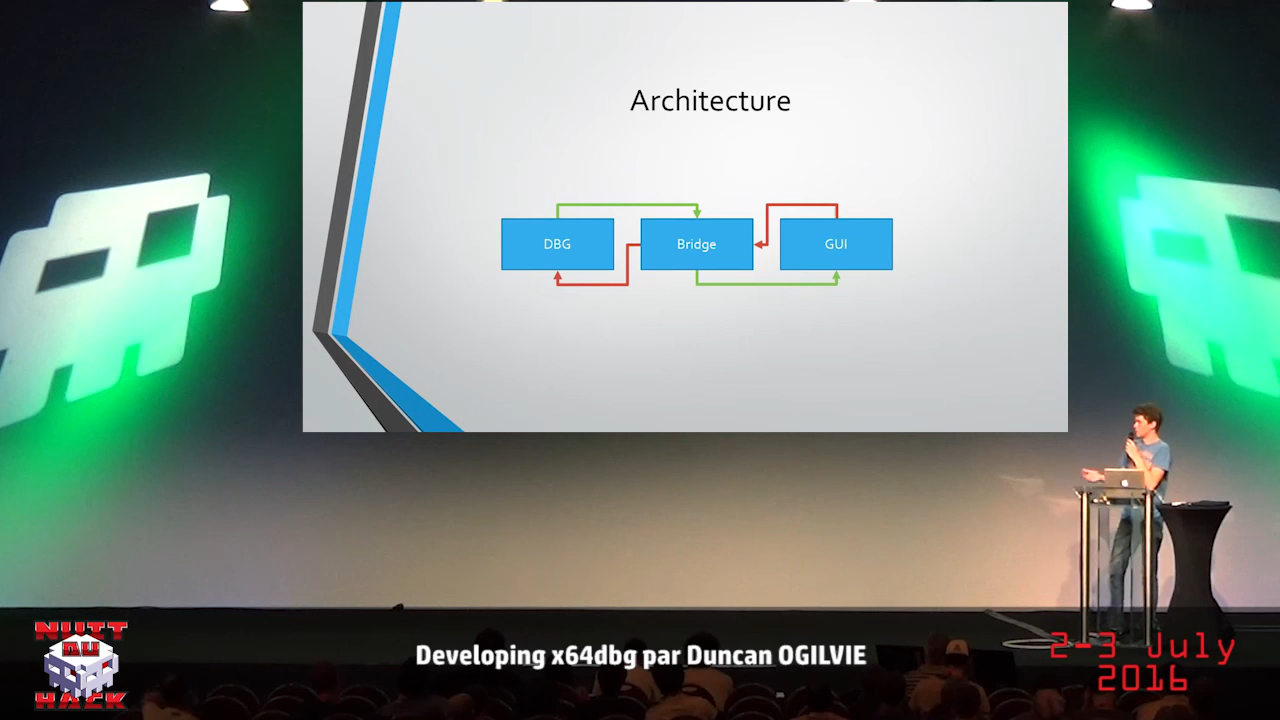 Architecture
DBG
Bridge
GUI
NUIT
DU
HACK
Developing x64dbg par Duncan OGILVIE
2-3 July
2016